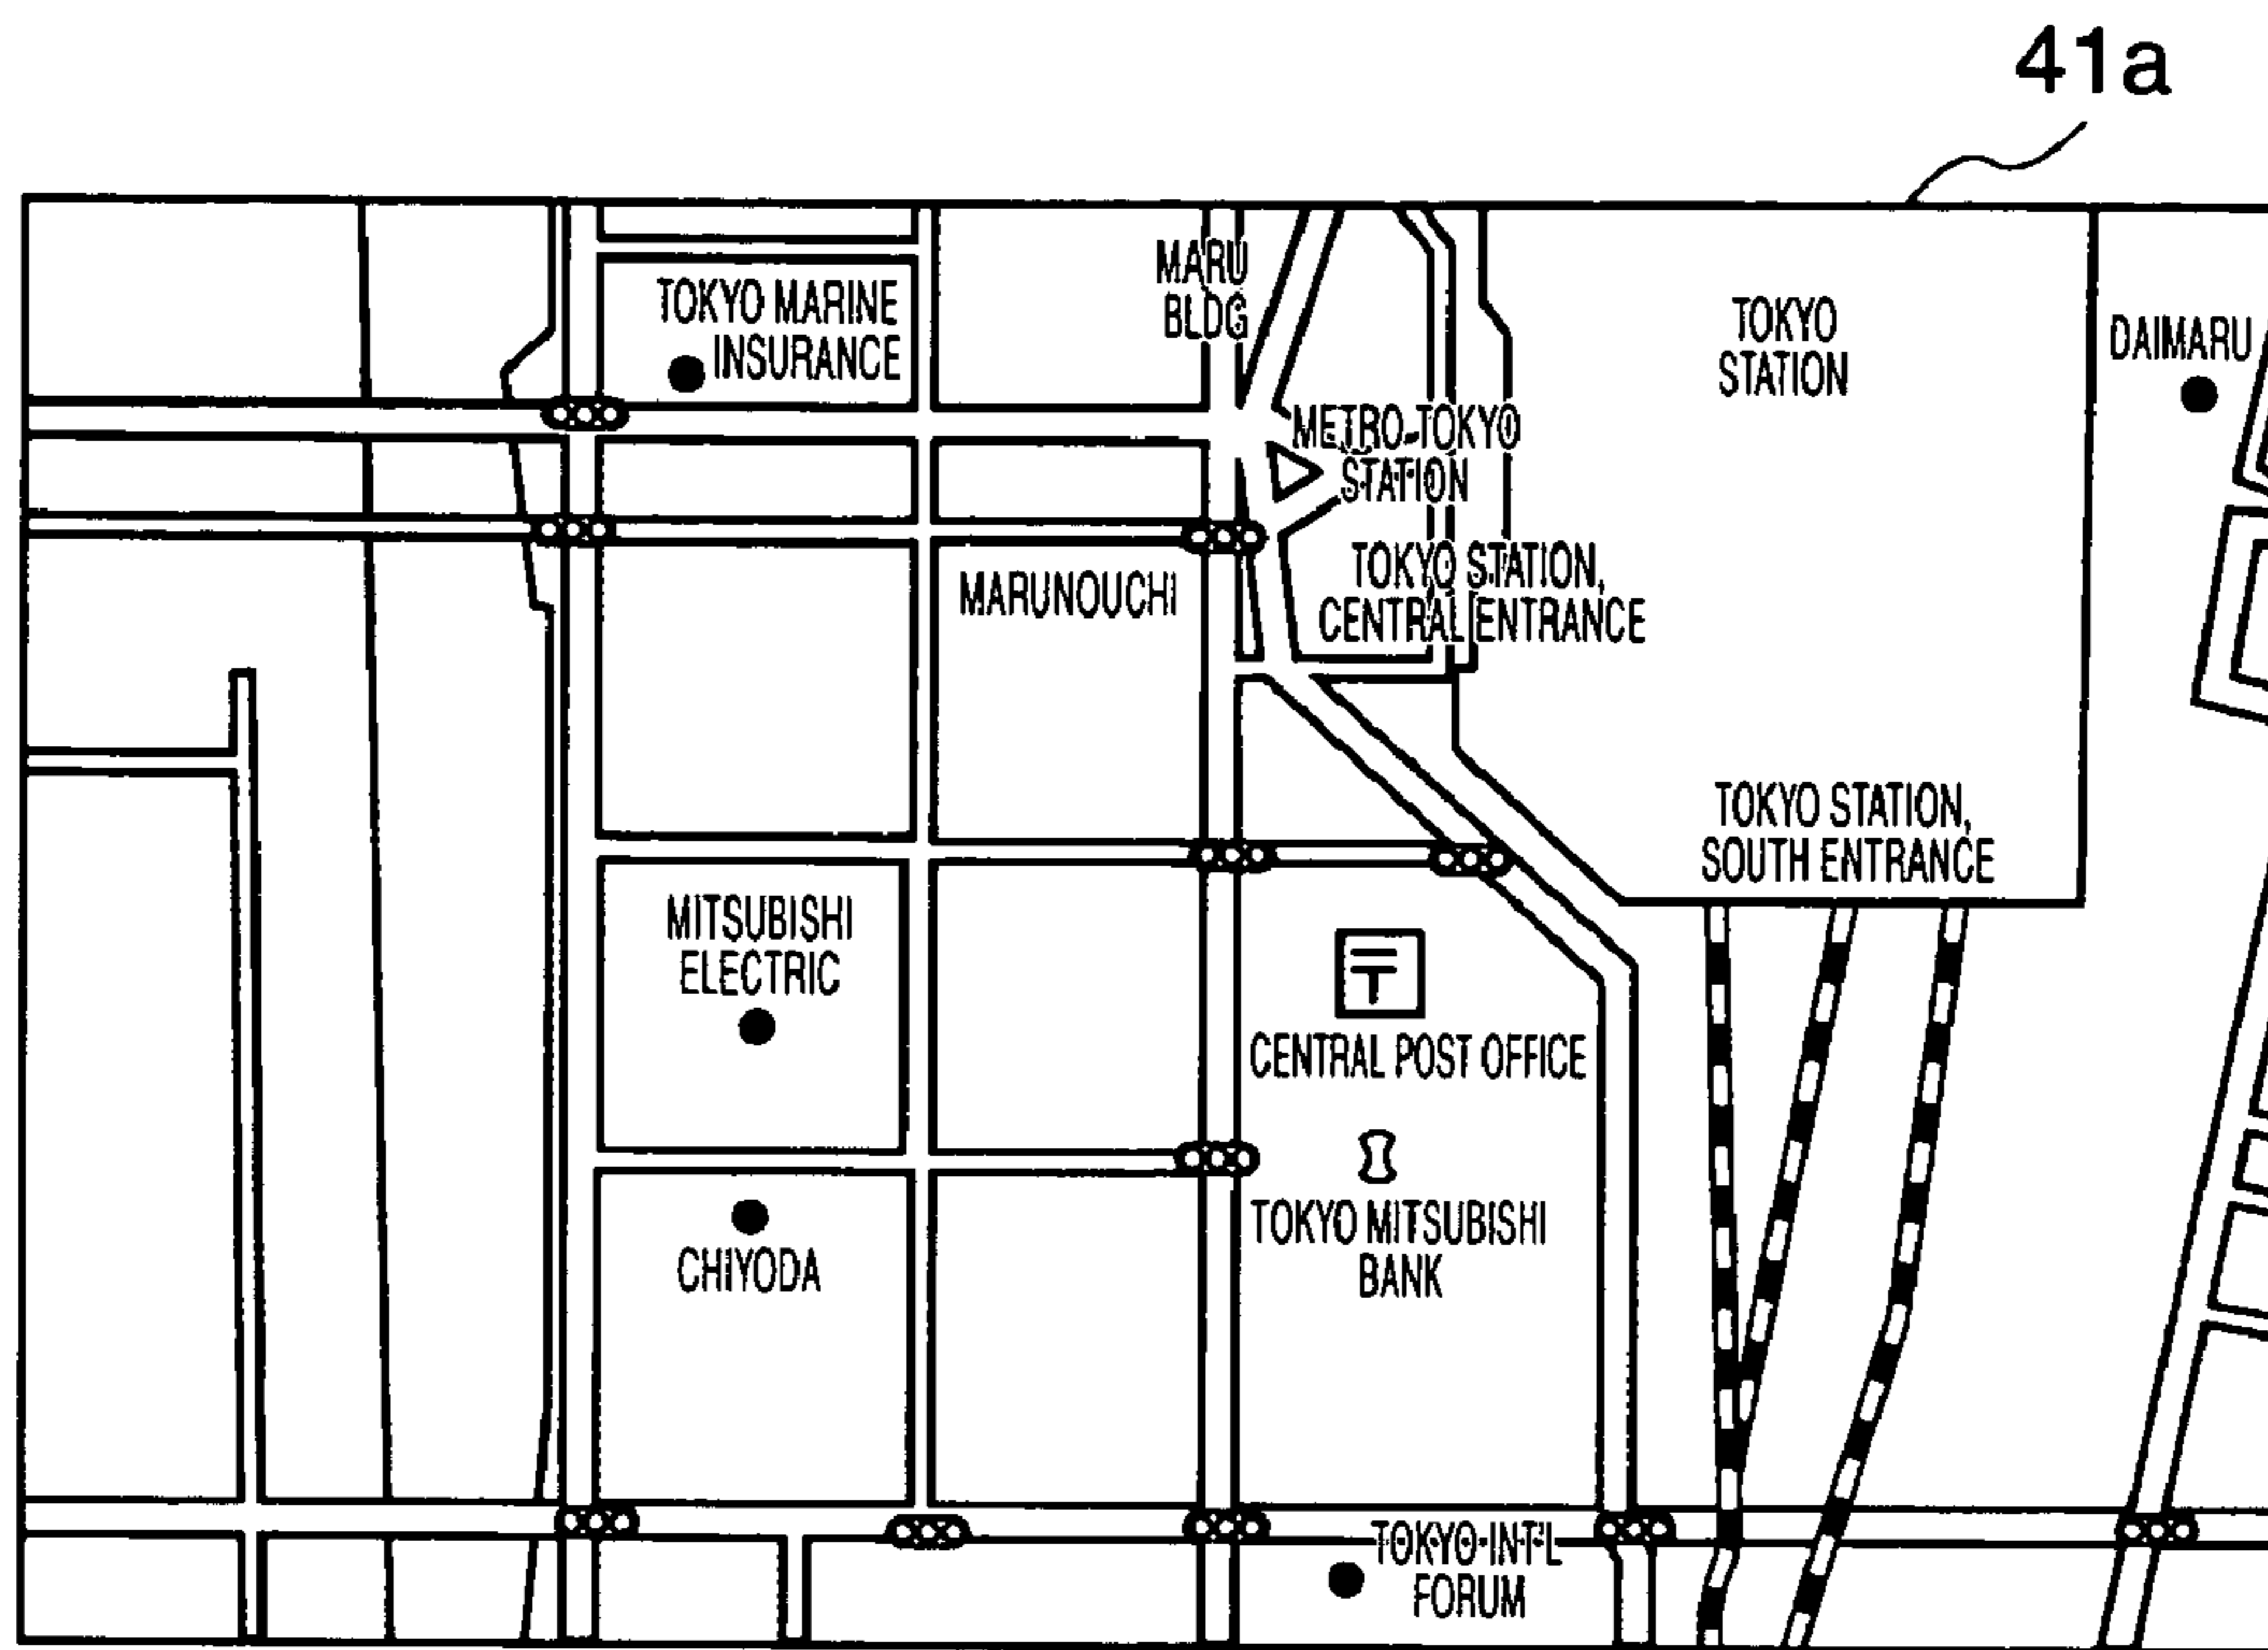 41a
TOKYO MARINE
INSURANCE
MARU
BLDG
TOKYO
STATION
DAIMARU
METRO-TOKYO
STATION
TOKYO STATION,
CENTRAL ENTRANCE
MARUNOUCHI
TOKYO STATION,
SOUTH ENTRANCE
MITSUBISHI
ELECTRIC
〒
CENTRAL POST OFFICE
TOKYO MITSUBISHI
BANK
CHIYODA
TOKYO INT'L
FORUM